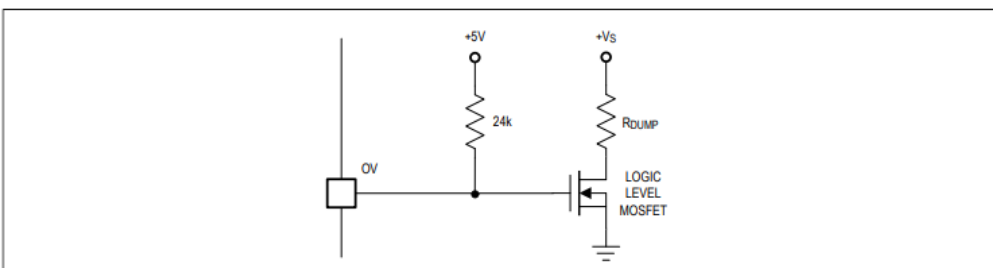 +5V
+VS
24k
RDUMP
OV
LOGIC
LEVEL
MOSFET